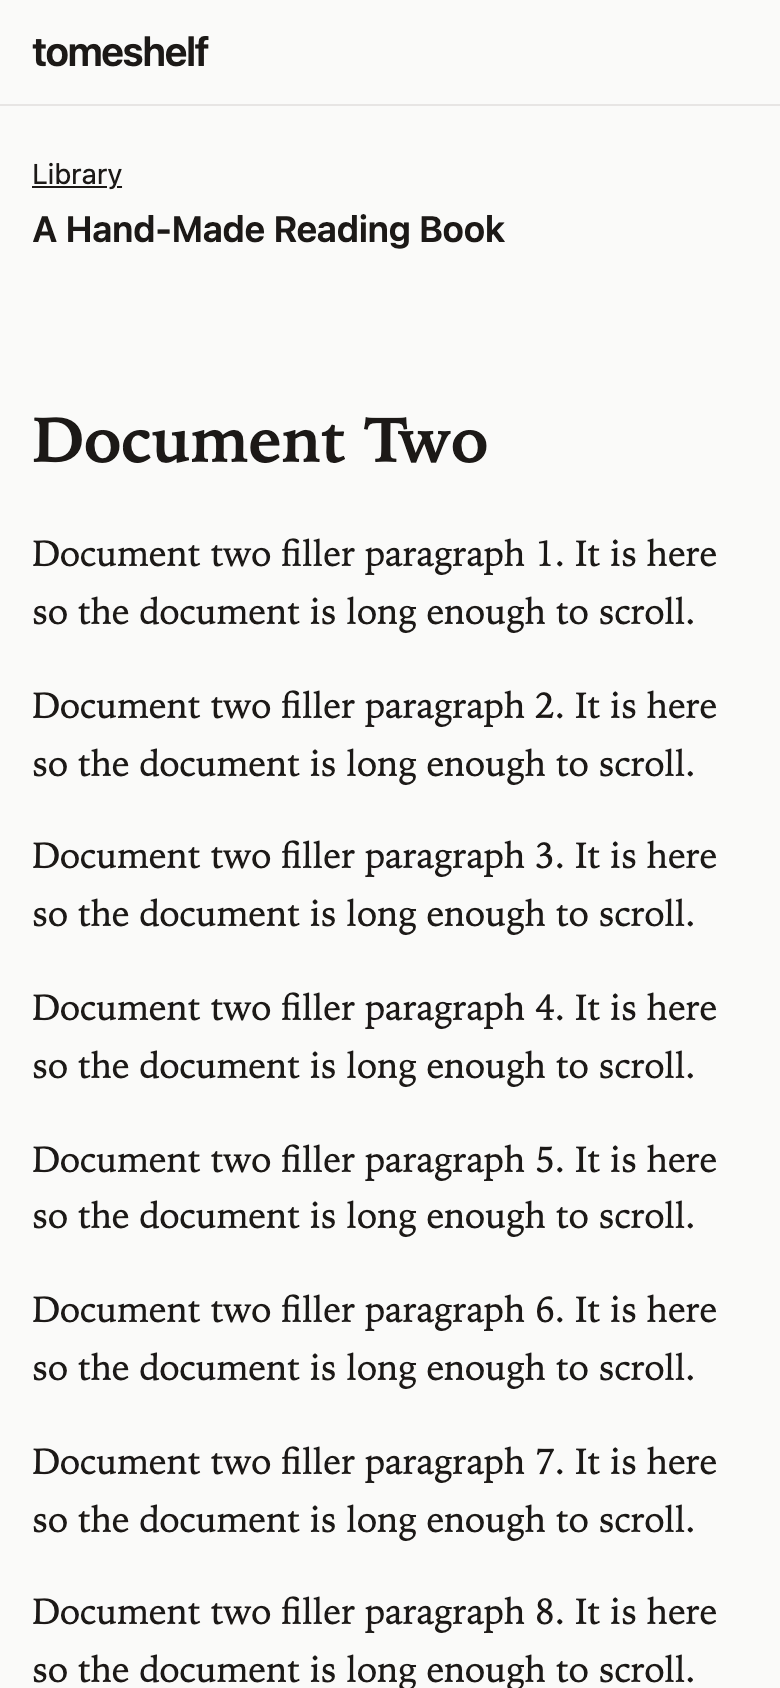 tomeshelf
Library
A Hand-Made Reading Book
Document Two
Document two filler paragraph 1. It is here
so the document is long enough to scroll.
Document two filler paragraph 2. It is here
so the document is long enough to scroll.
Document two filler paragraph 3. It is here
so the document is long enough to scroll.
Document two filler paragraph 4. It is here
so the document is long enough to scroll.
Document two filler paragraph 5. It is here
so the document is long enough to scroll.
Document two filler paragraph 6. It is here
so the document is long enough to scroll.
Document two filler paragraph 7. It is here
so the document is long enough to scroll.
Document two filler paragraph 8. It is here
so the document is long enough to scroll.